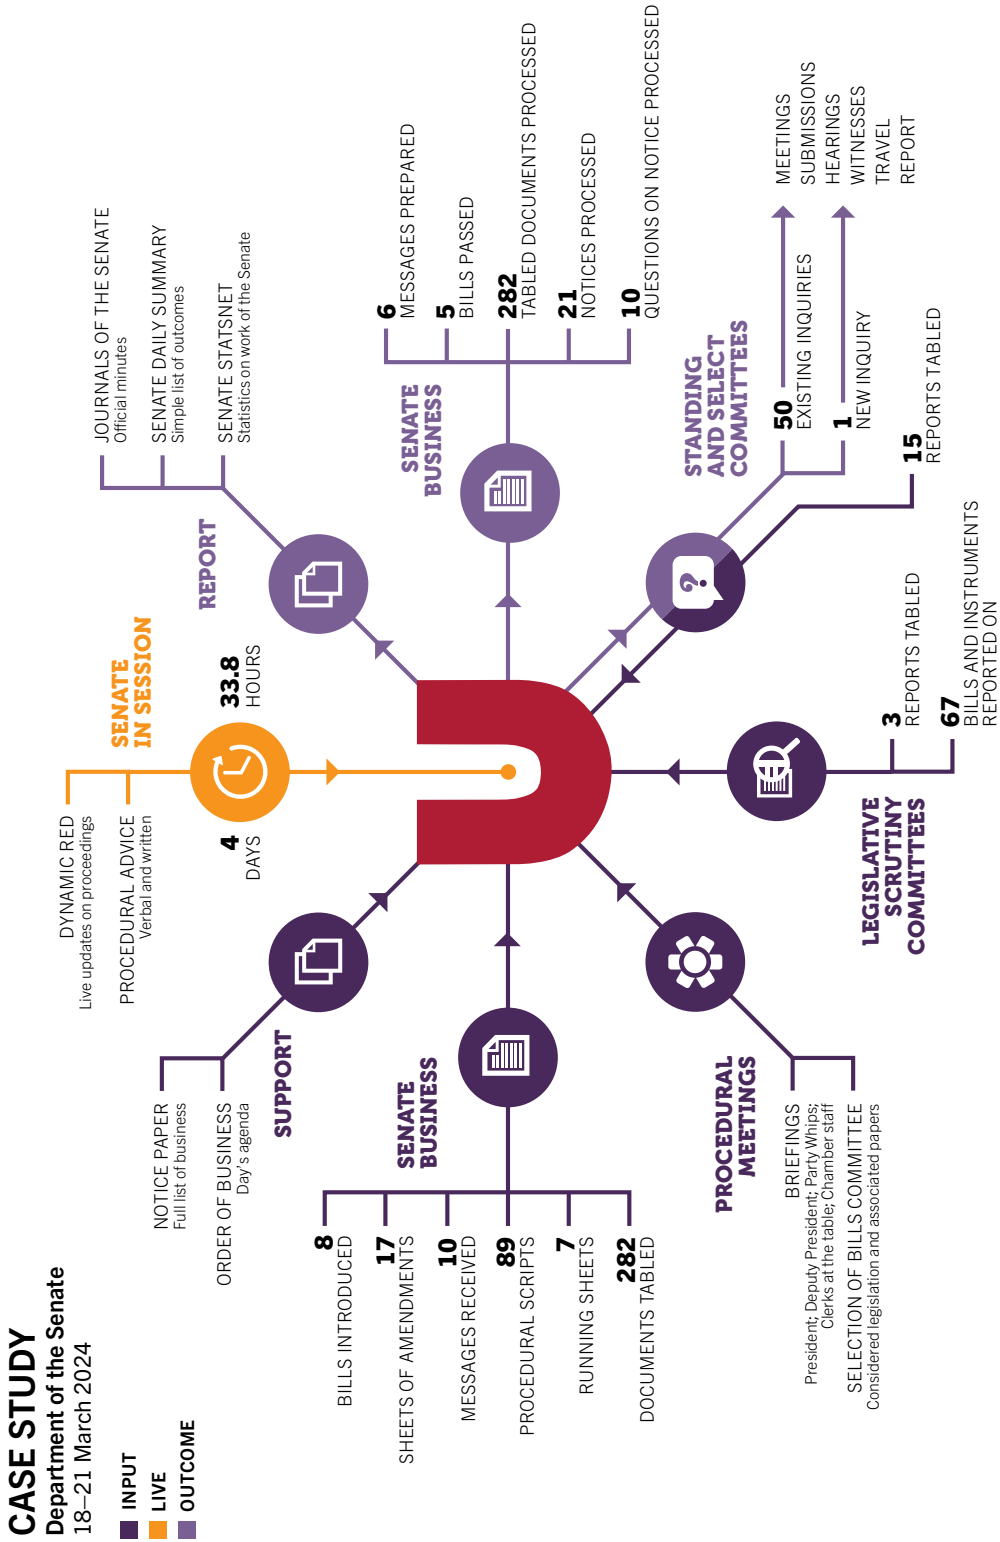 CASE STUDY
Department of the Senate
18–21 March 2024
INPUT
LIVE
OUTCOME
NOTICE PAPER
Full list of business
ORDER OF BUSINESS
Day's agenda
SUPPORT
DYNAMIC RED
Live updates on proceedings
PROCEDURAL ADVICE
Verbal and written
SENATE
IN SESSION
4
DAYS
33.8
HOURS
REPORT
JOURNALS OF THE SENATE
Official minutes
SENATE DAILY SUMMARY
Simple list of outcomes
SENATE STATSNET
Statistics on work of the Senate
8
BILLS INTRODUCED
17
SHEETS OF AMENDMENTS
10
MESSAGES RECEIVED
89
PROCEDURAL SCRIPTS
7
RUNNING SHEETS
282
DOCUMENTS TABLED
SENATE
BUSINESS
SENATE
BUSINESS
6
MESSAGES PREPARED
5
BILLS PASSED
282
TABLED DOCUMENTS PROCESSED
21
NOTICES PROCESSED
10
QUESTIONS ON NOTICE PROCESSED
PROCEDURAL
MEETINGS
BRIEFINGS
President; Deputy President; Party Whips;
Clerks at the table; Chamber staff
SELECTION OF BILLS COMMITTEE
Considered legislation and associated papers
LEGISLATIVE
SCRUTINY
COMMITTEES
3
REPORTS TABLED
67
BILLS AND INSTRUMENTS
REPORTED ON
?
STANDING
AND SELECT
COMMITTEES
50
EXISTING INQUIRIES
1
NEW INQUIRY
15
REPORTS TABLED
MEETINGS
SUBMISSIONS
HEARINGS
WITNESSES
TRAVEL
REPORT